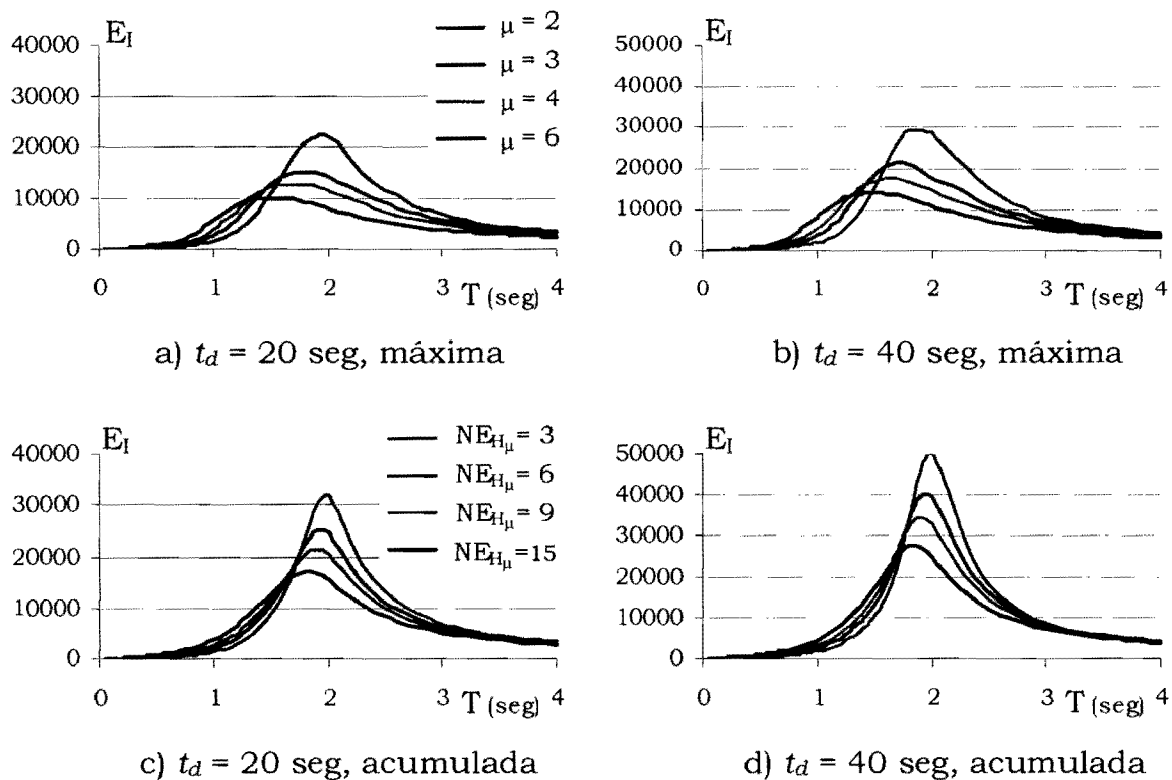 E_I
40000
30000
20000
10000
0
μ = 2
μ = 3
μ = 4
μ = 6
0 1 2 3 T (seg) 4
a) t_d = 20 seg, máxima
E_I
50000
40000
30000
20000
10000
0
0 1 2 3 T (seg) 4
b) t_d = 40 seg, máxima
E_I
40000
30000
20000
10000
0
NE_Hμ = 3
NE_Hμ = 6
NE_Hμ = 9
NE_Hμ =15
0 1 2 3 T (seg) 4
c) t_d = 20 seg, acumulada
E_I
50000
40000
30000
20000
10000
0
0 1 2 3 T (seg) 4
d) t_d = 40 seg, acumulada